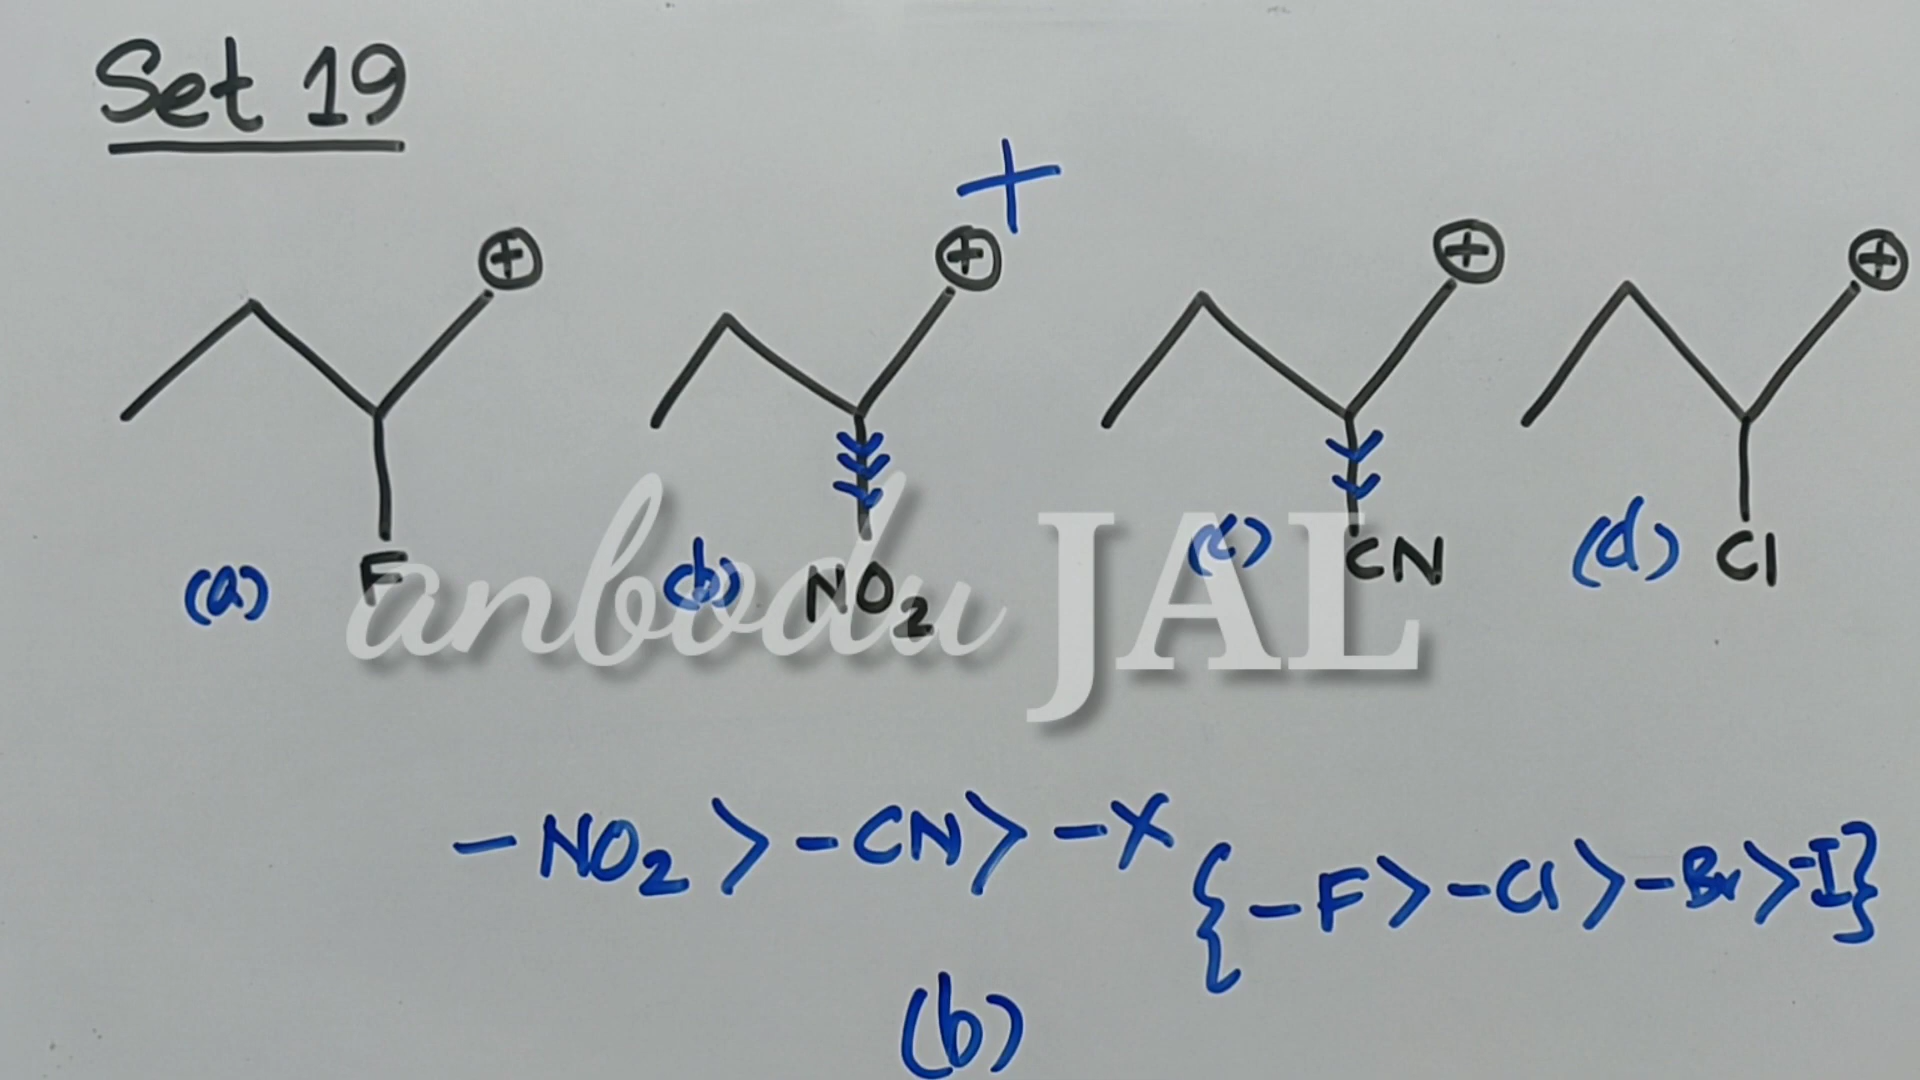 Set 19
+
⊕ ⊕ ⊕ ⊕
(a) F (b) NO₂ (c) CN (d) Cl
anbodu JAL
-NO₂ > -CN > -X {-F > -Cl > -Br > -I}
(b)